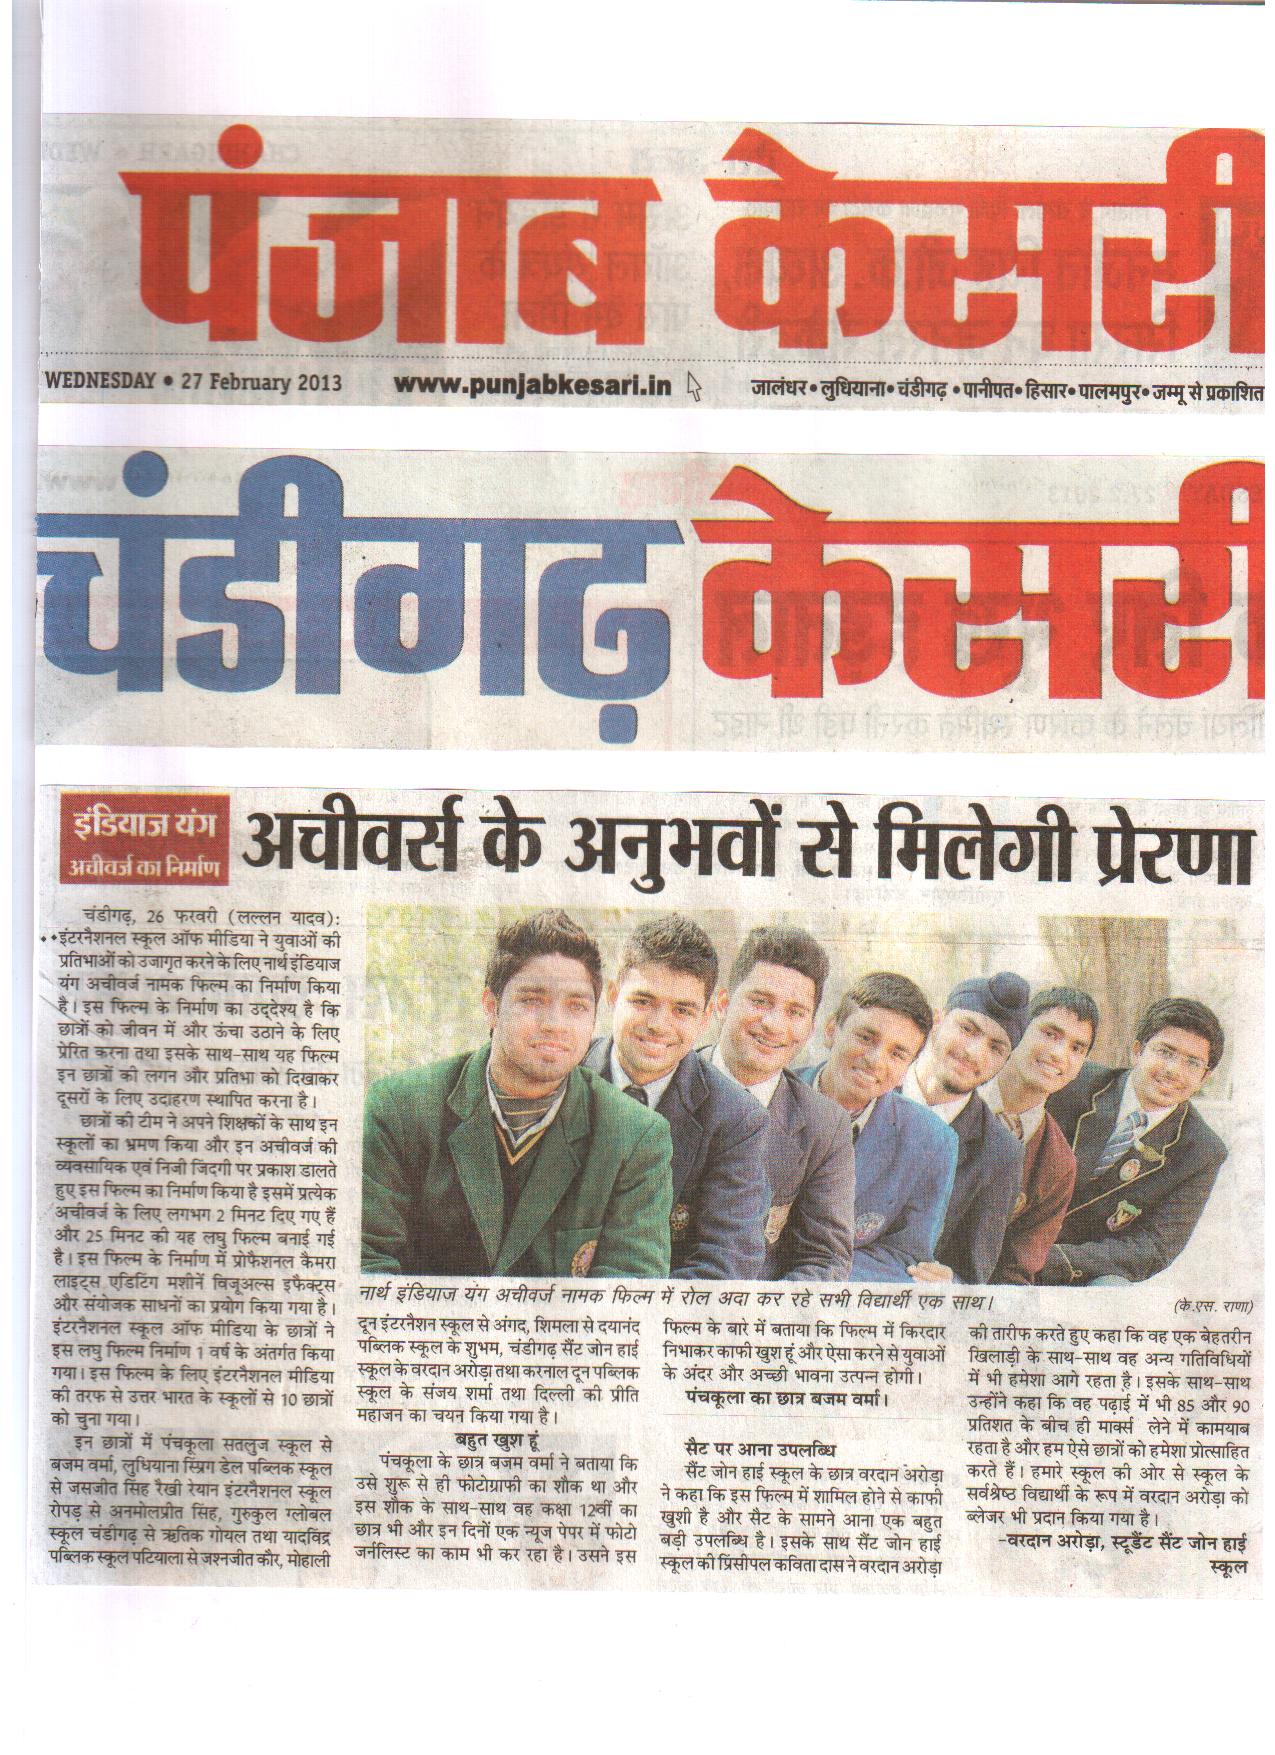 पंजाब केसरी
WEDNESDAY • 27 February 2013
www.punjabkesari.in
जालंधर • लुधियाना • चंडीगढ़ • पानीपत • हिसार • पालमपुर • जम्मू से प्रकाशित
चंडीगढ़ केसरी
इंडियाज यंग
अचीवर्ज का निर्माण
अचीवर्स के अनुभवों से मिलेगी प्रेरणा
चंडीगढ़, 26 फरवरी (लल्लन यादव):
इंटरनैशनल स्कूल ऑफ मीडिया ने युवाओं की
प्रतिभाओं को उजागृत करने के लिए नार्थ इंडियाज
यंग अचीवर्ज नामक फिल्म का निर्माण किया
है। इस फिल्म के निर्माण का उद्देश्य है कि
छात्रों को जीवन में और ऊंचा उठाने के लिए
प्रेरित करना तथा इसके साथ-साथ यह फिल्म
इन छात्रों की लगन और प्रतिभा को दिखाकर
दूसरों के लिए उदाहरण स्थापित करना है।
छात्रों की टीम ने अपने शिक्षकों के साथ इन
स्कूलों का भ्रमण किया और इन अचीवर्ज की
व्यवसायिक एवं निजी जिदगी पर प्रकाश डालते
हुए इस फिल्म का निर्माण किया है इसमें प्रत्येक
अचीवर्ज के लिए लगभग 2 मिनट दिए गए हैं
और 25 मिनट की यह लघु फिल्म बनाई गई
है। इस फिल्म के निर्माण में प्रोफैशनल कैमरा
लाइट्स एडिटिंग मशीनें विजूअल्स इफैक्ट्स
और संयोजक साधनों का प्रयोग किया गया है।
इंटरनैशनल स्कूल ऑफ मीडिया के छात्रों ने
इस लघु फिल्म निर्माण 1 वर्ष के अंतर्गत किया
गया। इस फिल्म के लिए इंटरनैशनल मीडिया
की तरफ से उत्तर भारत के स्कूलों से 10 छात्रों
को चुना गया।
इन छात्रों में पंचकूला सतलुज स्कूल से
बजम वर्मा, लुधियाना स्प्रिग डेल पब्लिक स्कूल
से जसजीत सिंह रैखी रेयान इंटरनैशनल स्कूल
रोपड़ से अनमोलप्रीत सिंह, गुरुकुल ग्लोबल
स्कूल चंडीगढ़ से ऋतिक गोयल तथा यादविंद्र
पब्लिक स्कूल पटियाला से जश्नजीत कौर, मोहाली
नार्थ इंडियाज यंग अचीवर्ज नामक फिल्म में रोल अदा कर रहे सभी विद्यार्थी एक साथ।
(के.एस. राणा)
दून इंटरनैशन स्कूल से अंगद, शिमला से दयानंद
पब्लिक स्कूल के शुभम, चंडीगढ़ सैंट जोन हाई
स्कूल के वरदान अरोड़ा तथा करनाल दून पब्लिक
स्कूल के संजय शर्मा तथा दिल्ली की प्रीति
महाजन का चयन किया गया है।
बहुत खुश हूं
पंचकूला के छात्र बजम वर्मा ने बताया कि
उसे शुरू से ही फोटोग्राफी का शौक था और
इस शौक के साथ-साथ वह कक्षा 12वीं का
छात्र भी और इन दिनों एक न्यूज पेपर में फोटो
जर्नलिस्ट का काम भी कर रहा है। उसने इस
फिल्म के बारे में बताया कि फिल्म में किरदार
निभाकर काफी खुश हूं और ऐसा करने से युवाओं
के अंदर और अच्छी भावना उत्पन्न होगी।
पंचकूला का छात्र बजम वर्मा।
सैट पर आना उपलब्धि
सैंट जोन हाई स्कूल के छात्र वरदान अरोड़ा
ने कहा कि इस फिल्म में शामिल होने से काफी
खुशी है और सैट के सामने आना एक बहुत
बड़ी उपलब्धि है। इसके साथ सैंट जोन हाई
स्कूल की प्रिंसीपल कविता दास ने वरदान अरोड़ा
की तारीफ करते हुए कहा कि वह एक बेहतरीन
खिलाड़ी के साथ-साथ वह अन्य गतिविधियों
में भी हमेशा आगे रहता है। इसके साथ-साथ
उन्होंने कहा कि वह पढ़ाई में भी 85 और 90
प्रतिशत के बीच ही मार्क्स लेने में कामयाब
रहता है और हम ऐसे छात्रों को हमेशा प्रोत्साहित
करते हैं। हमारे स्कूल की ओर से स्कूल के
सर्वश्रेष्ठ विद्यार्थी के रूप में वरदान अरोड़ा को
ब्लेजर भी प्रदान किया गया है।
-वरदान अरोड़ा, स्टूडैंट सैंट जोन हाई
स्कूल